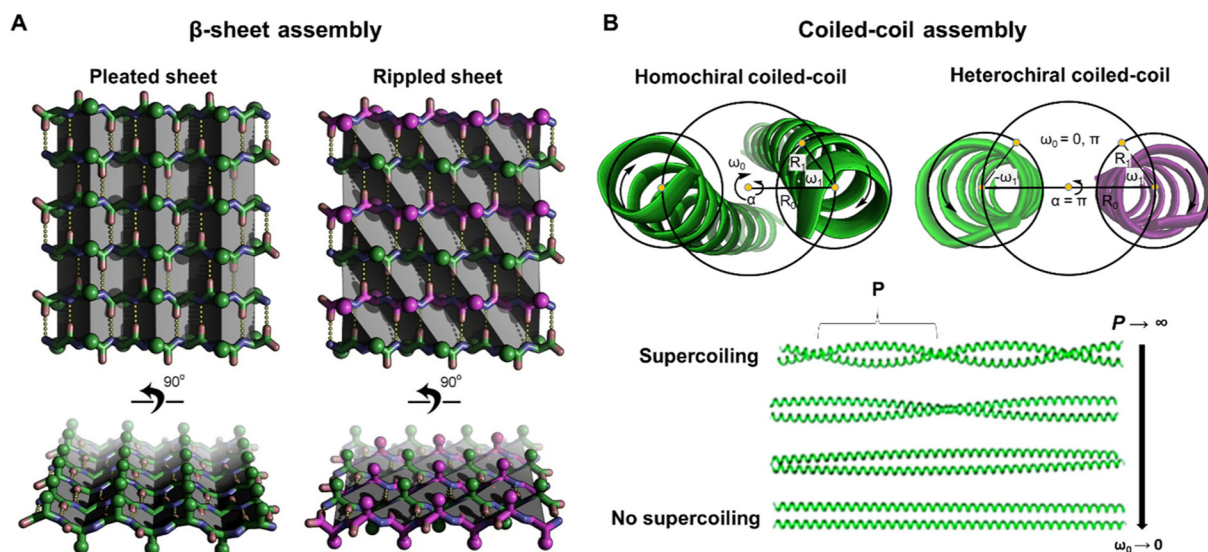 A
β-sheet assembly
Pleated sheet
Rippled sheet
90°
90°
B
Coiled-coil assembly
Homochiral coiled-coil
Heterochiral coiled-coil
ω₀
α
R₁
ω₁
R₀
ω₀ = 0, π
-ω₁
α = π
R₁
ω₁
R₀
P
P → ∞
Supercoiling
No supercoiling
ω₀ → 0